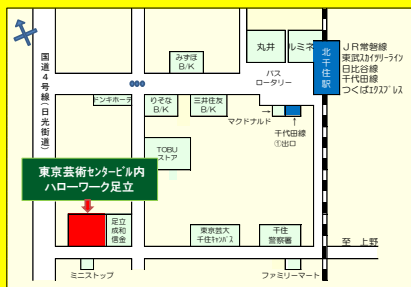 国道4号線(日光街道)
みずほ
B/K
丸井
ルミネ
北千住駅
JR常磐線
東武スカイツリーライン
日比谷線
千代田線
つくばエクスプレス
バス
ロータリー
ドンキホーテ
りそな
B/K
三井住友
B/K
マクドナルド
千代田線
①出口
TOBU
ストア
東京芸術センタービル内
ハローワーク足立
足立
成和
信金
東京芸大
千住キャンパス
千住
警察署
至 上野
ミニストップ
ファミリーマート